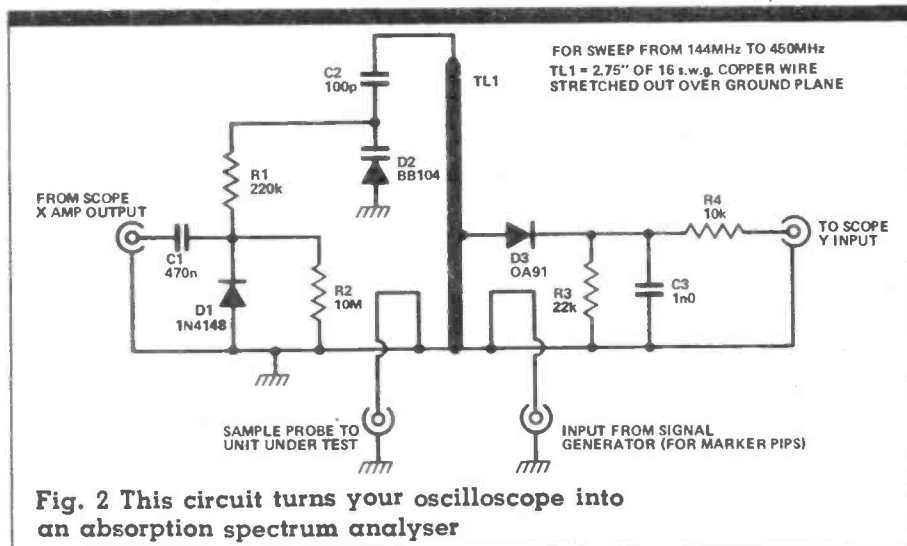 FOR SWEEP FROM 144MHz TO 450MHz
TL1 = 2.75" OF 16 s.w.g. COPPER WIRE
STRETCHED OUT OVER GROUND PLANE
C2
100p
TL1
D2
BB104
R1
220k
FROM SCOPE
X AMP OUTPUT
C1
470n
D1
1N4148
R2
10M
D3
OA91
R3
22k
C3
1n0
R4
10k
TO SCOPE
Y INPUT
SAMPLE PROBE TO
UNIT UNDER TEST
INPUT FROM SIGNAL
GENERATOR (FOR MARKER PIPS)
Fig. 2 This circuit turns your oscilloscope into
an absorption spectrum analyser